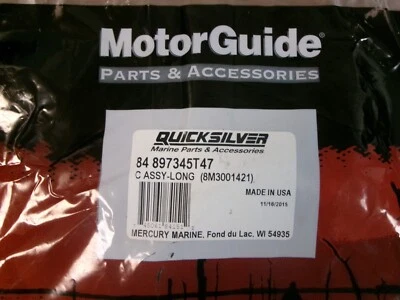 MotorGuide®
PARTS & ACCESSORIES
QUICKSILVER
Marine Parts & Accessories
84 897345T47
C ASSY-LONG (8M3001421)
MADE IN USA
11/10/2015
MERCURY MARINE, Fond du Lac, WI 54935